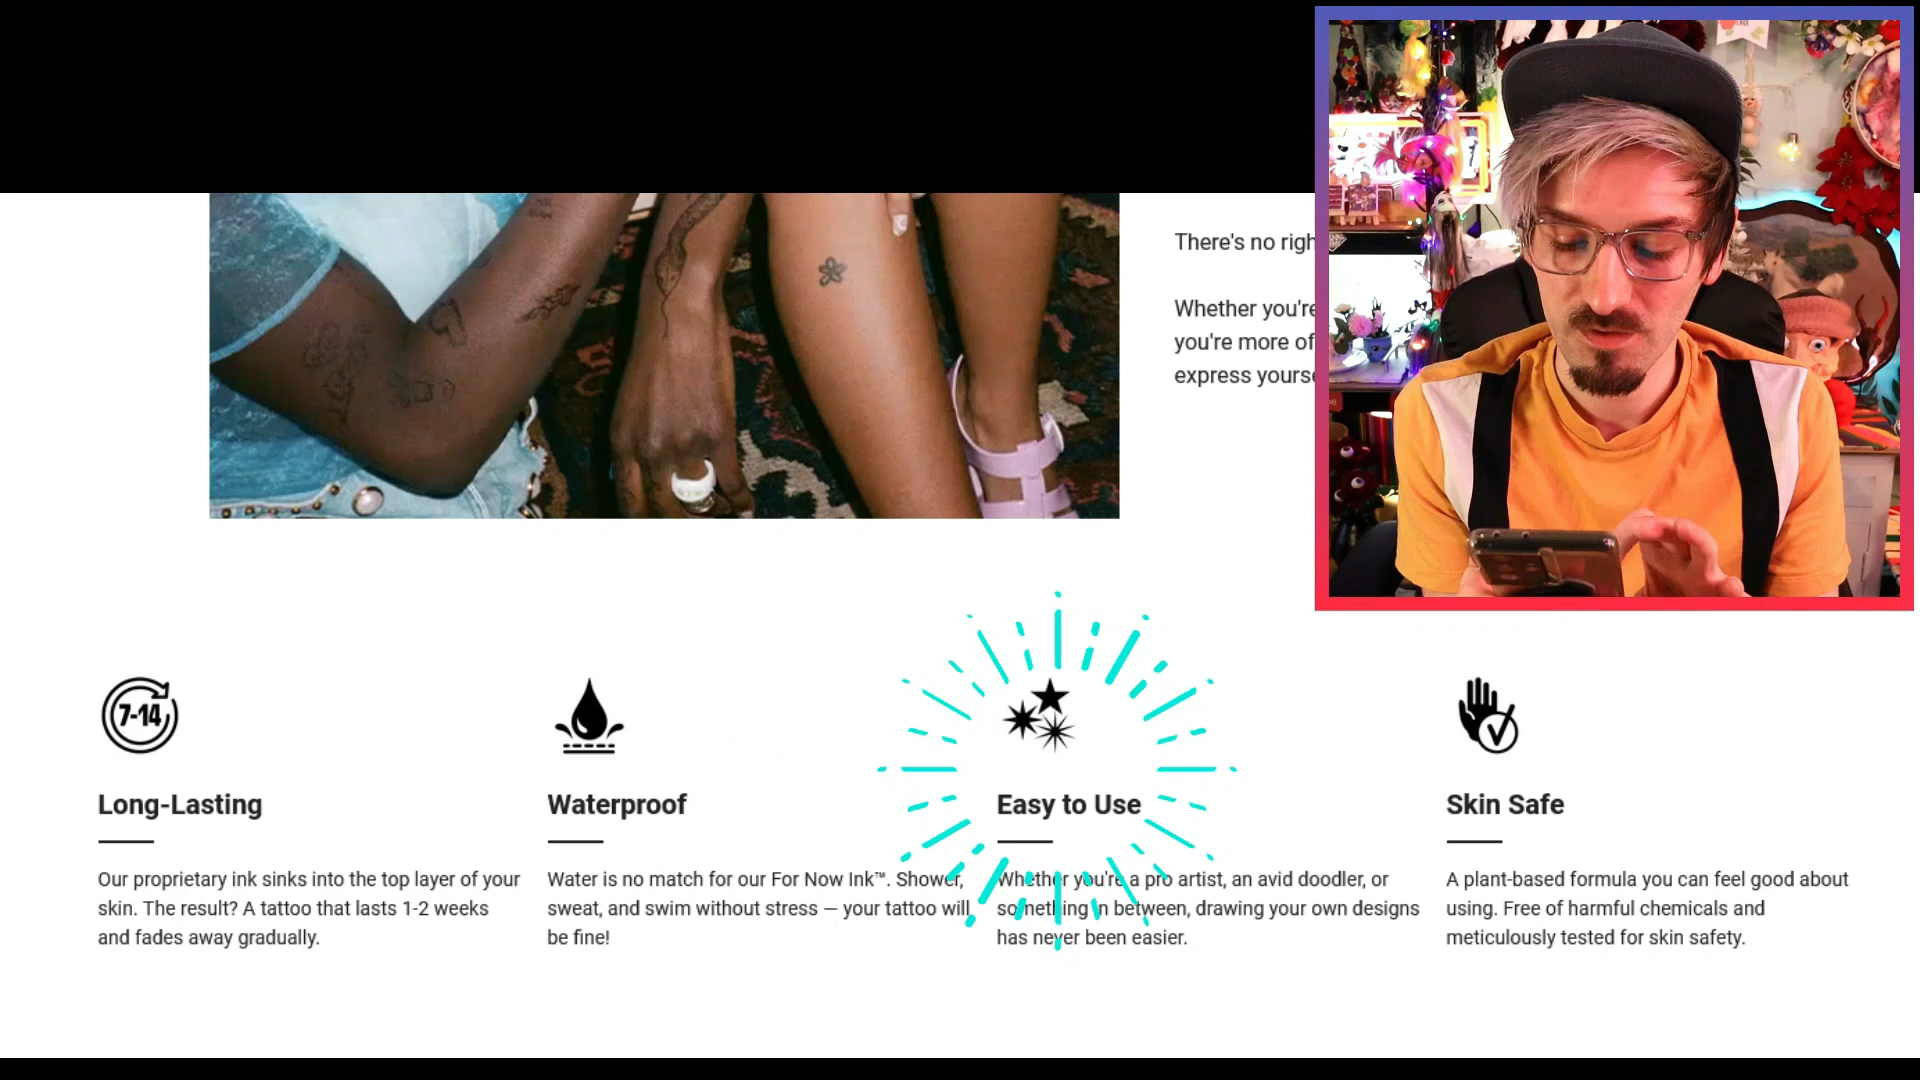 There's no righ
Whether you're
you're more of
express yourse
7-14
Long-Lasting
Our proprietary ink sinks into the top layer of your
skin. The result? A tattoo that lasts 1-2 weeks
and fades away gradually.
Waterproof
Water is no match for our For Now Ink™. Shower,
sweat, and swim without stress — your tattoo will
be fine!
Easy to Use
Whether you're a pro artist, an avid doodler, or
something in between, drawing your own designs
has never been easier.
Skin Safe
A plant-based formula you can feel good about
using. Free of harmful chemicals and
meticulously tested for skin safety.